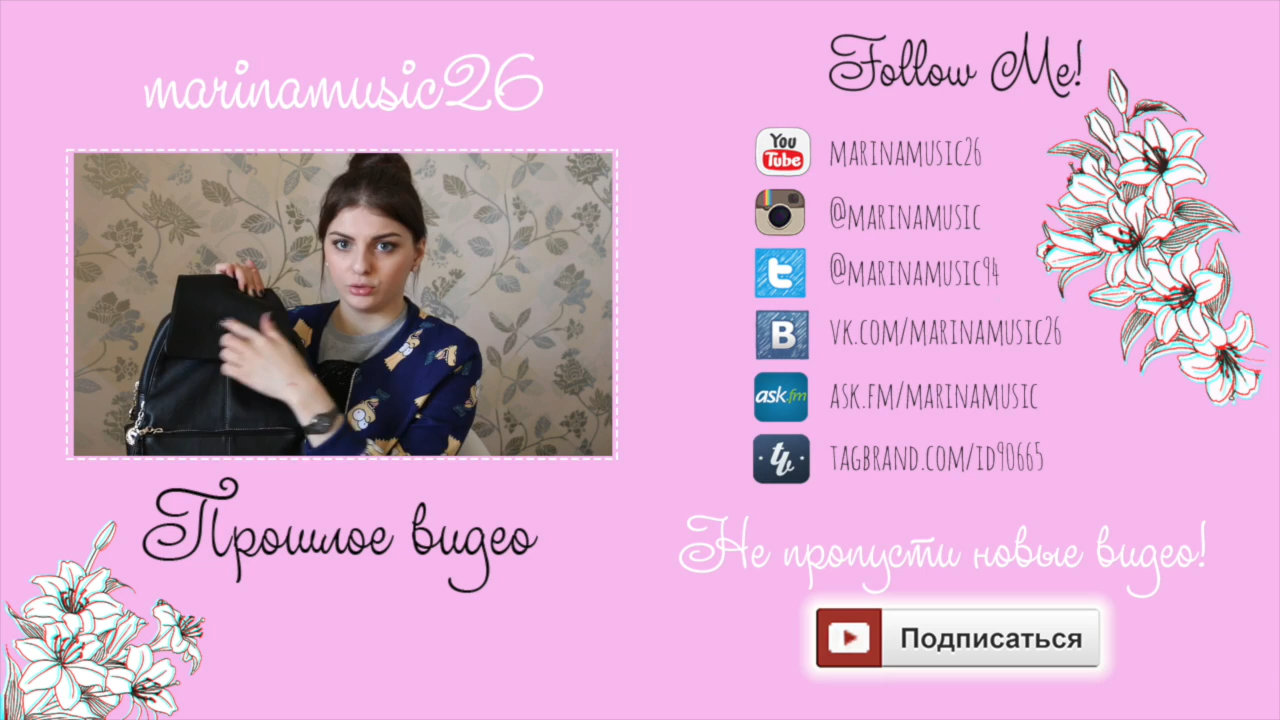 marinamusic26
Прошлое видео
Follow Me!
You
Tube
MARINAMUSIC26
@MARINAMUSIC
@MARINAMUSIC94
B
VK.COM/MARINAMUSIC26
ask.fm
ASK.FM/MARINAMUSIC
tb
TAGBRAND.COM/ID90665
Не пропусти новые видео!
Подписаться